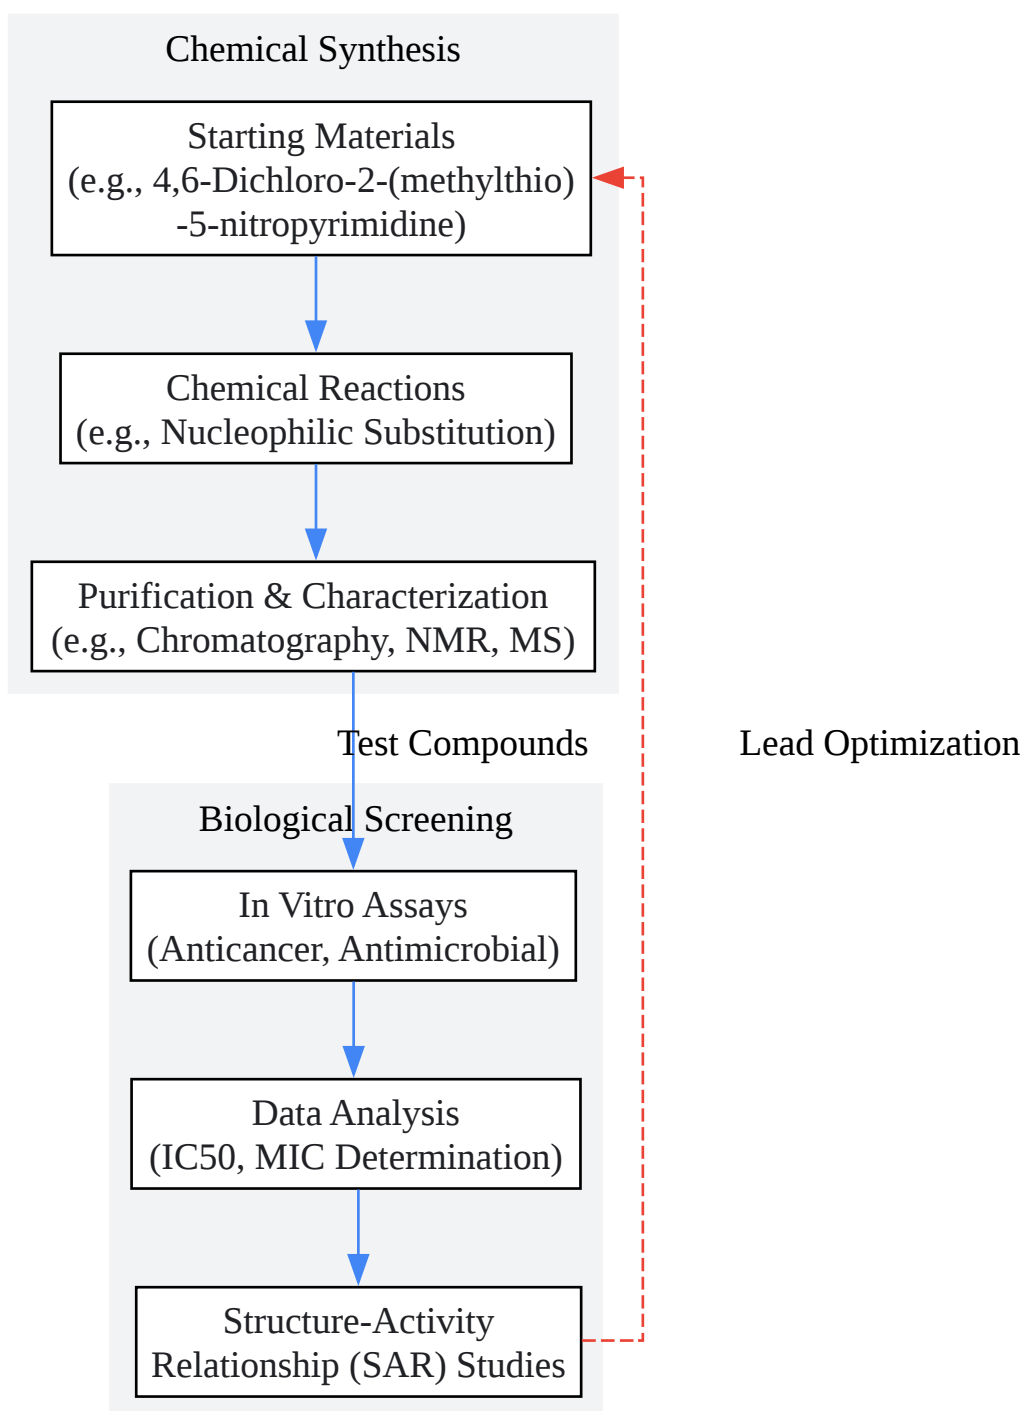 Chemical Synthesis
Starting Materials
(e.g., 4,6-Dichloro-2-(methylthio)
-5-nitropyrimidine)
Chemical Reactions
(e.g., Nucleophilic Substitution)
Purification & Characterization
(e.g., Chromatography, NMR, MS)
Test Compounds
Lead Optimization
Biological Screening
In Vitro Assays
(Anticancer, Antimicrobial)
Data Analysis
(IC50, MIC Determination)
Structure-Activity
Relationship (SAR) Studies